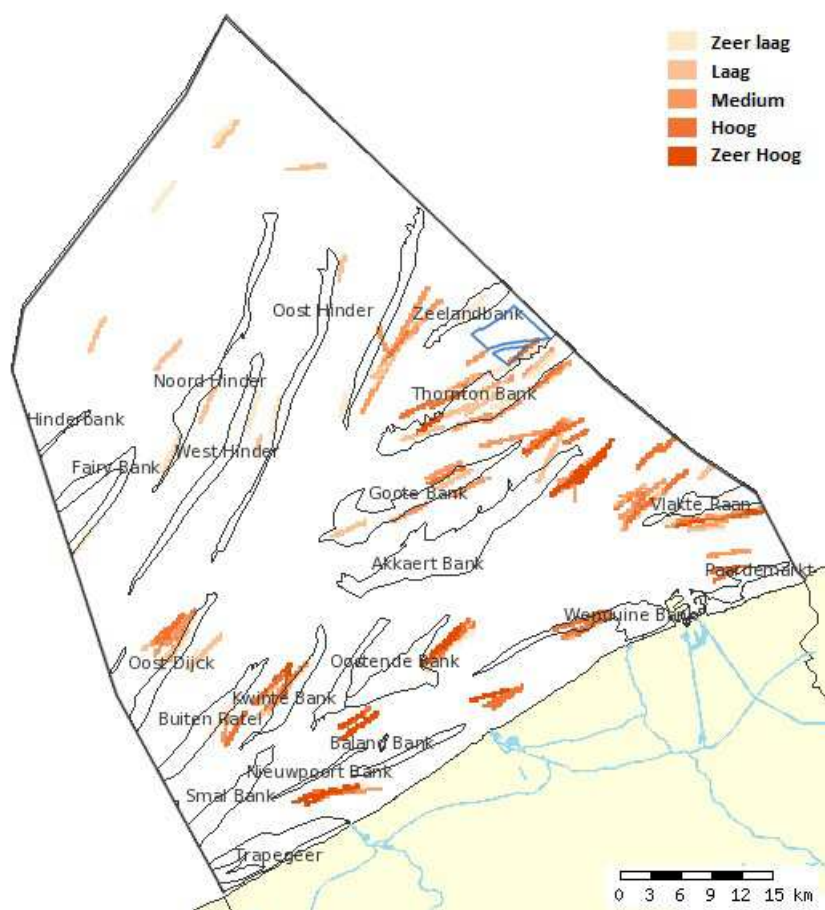 Zeer laag
Laag
Medium
Hoog
Zeer Hoog
Oost Hinder
Zeelandbank
Noord Hinder
Thornton Bank
Hinderbank
West Hinder
Fairy Bank
Goote Bank
Vlakte Raan
Akkaert Bank
Paardemarkt
Wenduine Bank
Oost Dijck
Oostende Bank
Kwinte Bank
Buiten Ratel
Baland Bank
Nieuwpoort Bank
Smal Bank
Trapegeer
0 3 6 9 12 15 km